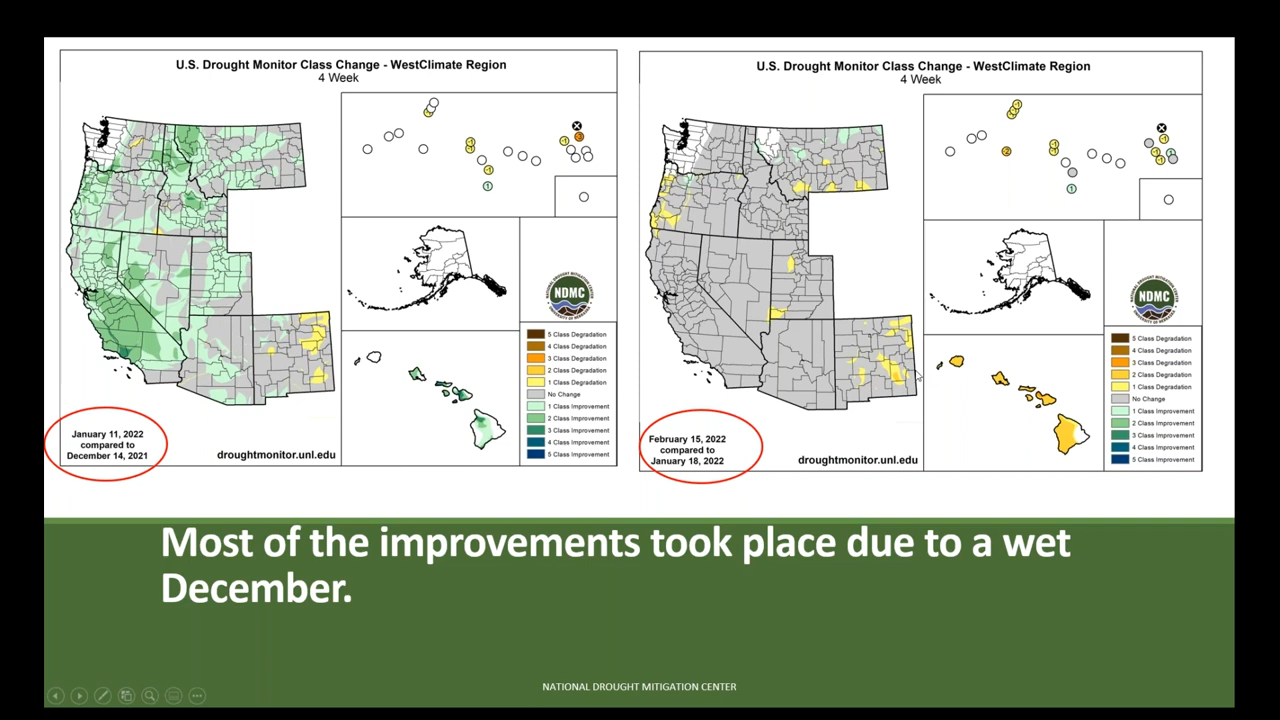 U.S. Drought Monitor Class Change - WestClimate Region
4 Week
NDMC
5 Class Degradation
4 Class Degradation
3 Class Degradation
2 Class Degradation
1 Class Degradation
No Change
1 Class Improvement
2 Class Improvement
3 Class Improvement
4 Class Improvement
5 Class Improvement
January 11, 2022
compared to
December 14, 2021
droughtmonitor.unl.edu
U.S. Drought Monitor Class Change - WestClimate Region
4 Week
NDMC
5 Class Degradation
4 Class Degradation
3 Class Degradation
2 Class Degradation
1 Class Degradation
No Change
1 Class Improvement
2 Class Improvement
3 Class Improvement
4 Class Improvement
5 Class Improvement
February 15, 2022
compared to
January 18, 2022
droughtmonitor.unl.edu
Most of the improvements took place due to a wet
December.
NATIONAL DROUGHT MITIGATION CENTER